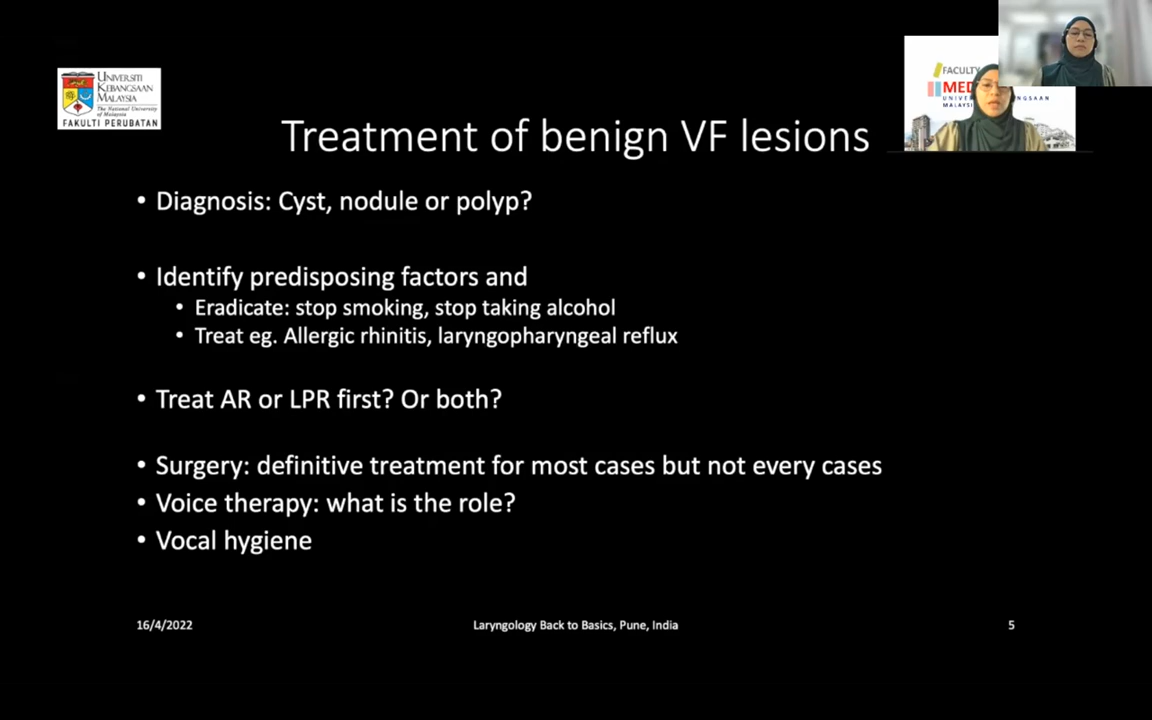 UNIVERSITI
KEBANGSAAN
MALAYSIA
The National University
of Malaysia
FAKULTI PERUBATAN
FACULTY
MED
UNIVE NGSAAN
MALAYSI
Treatment of benign VF lesions
• Diagnosis: Cyst, nodule or polyp?
• Identify predisposing factors and
• Eradicate: stop smoking, stop taking alcohol
• Treat eg. Allergic rhinitis, laryngopharyngeal reflux
• Treat AR or LPR first? Or both?
• Surgery: definitive treatment for most cases but not every cases
• Voice therapy: what is the role?
• Vocal hygiene
16/4/2022
Laryngology Back to Basics, Pune, India
5